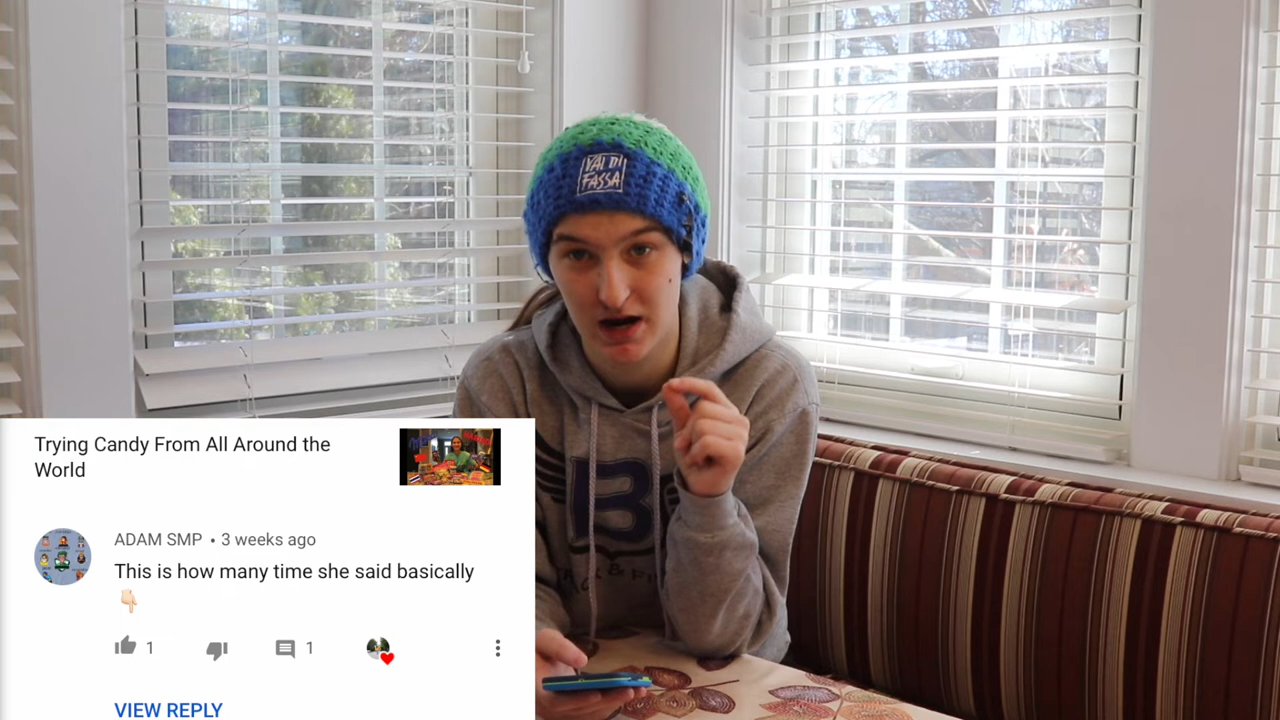 VAL DI
FASSA
B
Trying Candy From All Around the
World
ADAM SMP • 3 weeks ago
This is how many time she said basically
👇🏻
1
1
VIEW REPLY